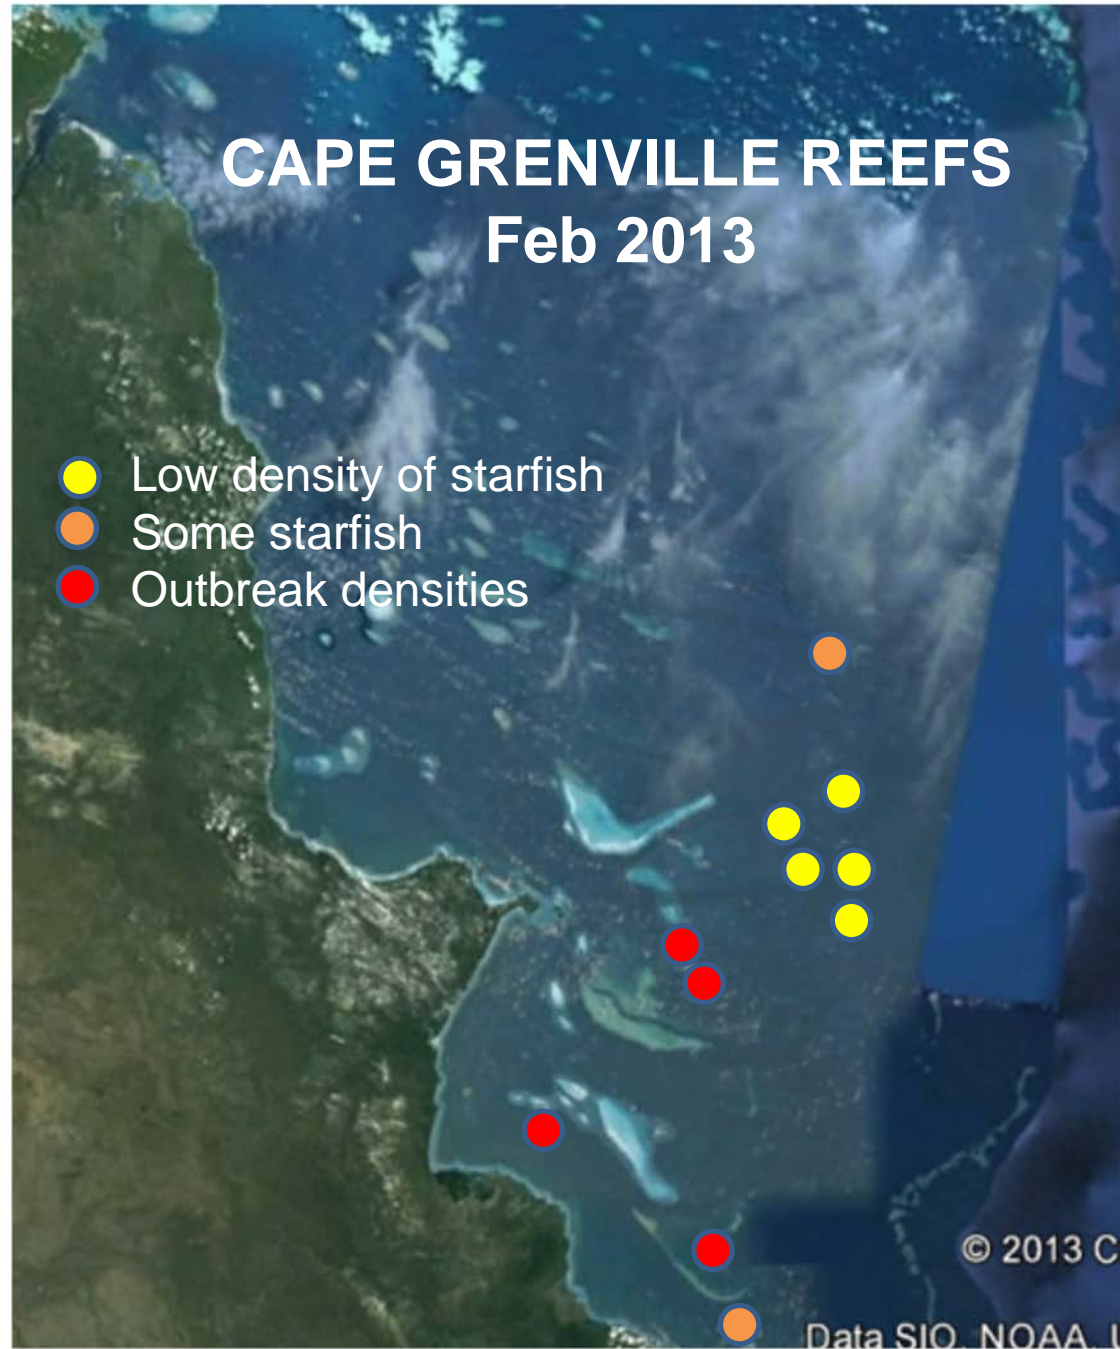 CAPE GRENVILLE REEFS
Feb 2013
Low density of starfish
Some starfish
Outbreak densities
© 2013 C
Data SIO, NOAA,